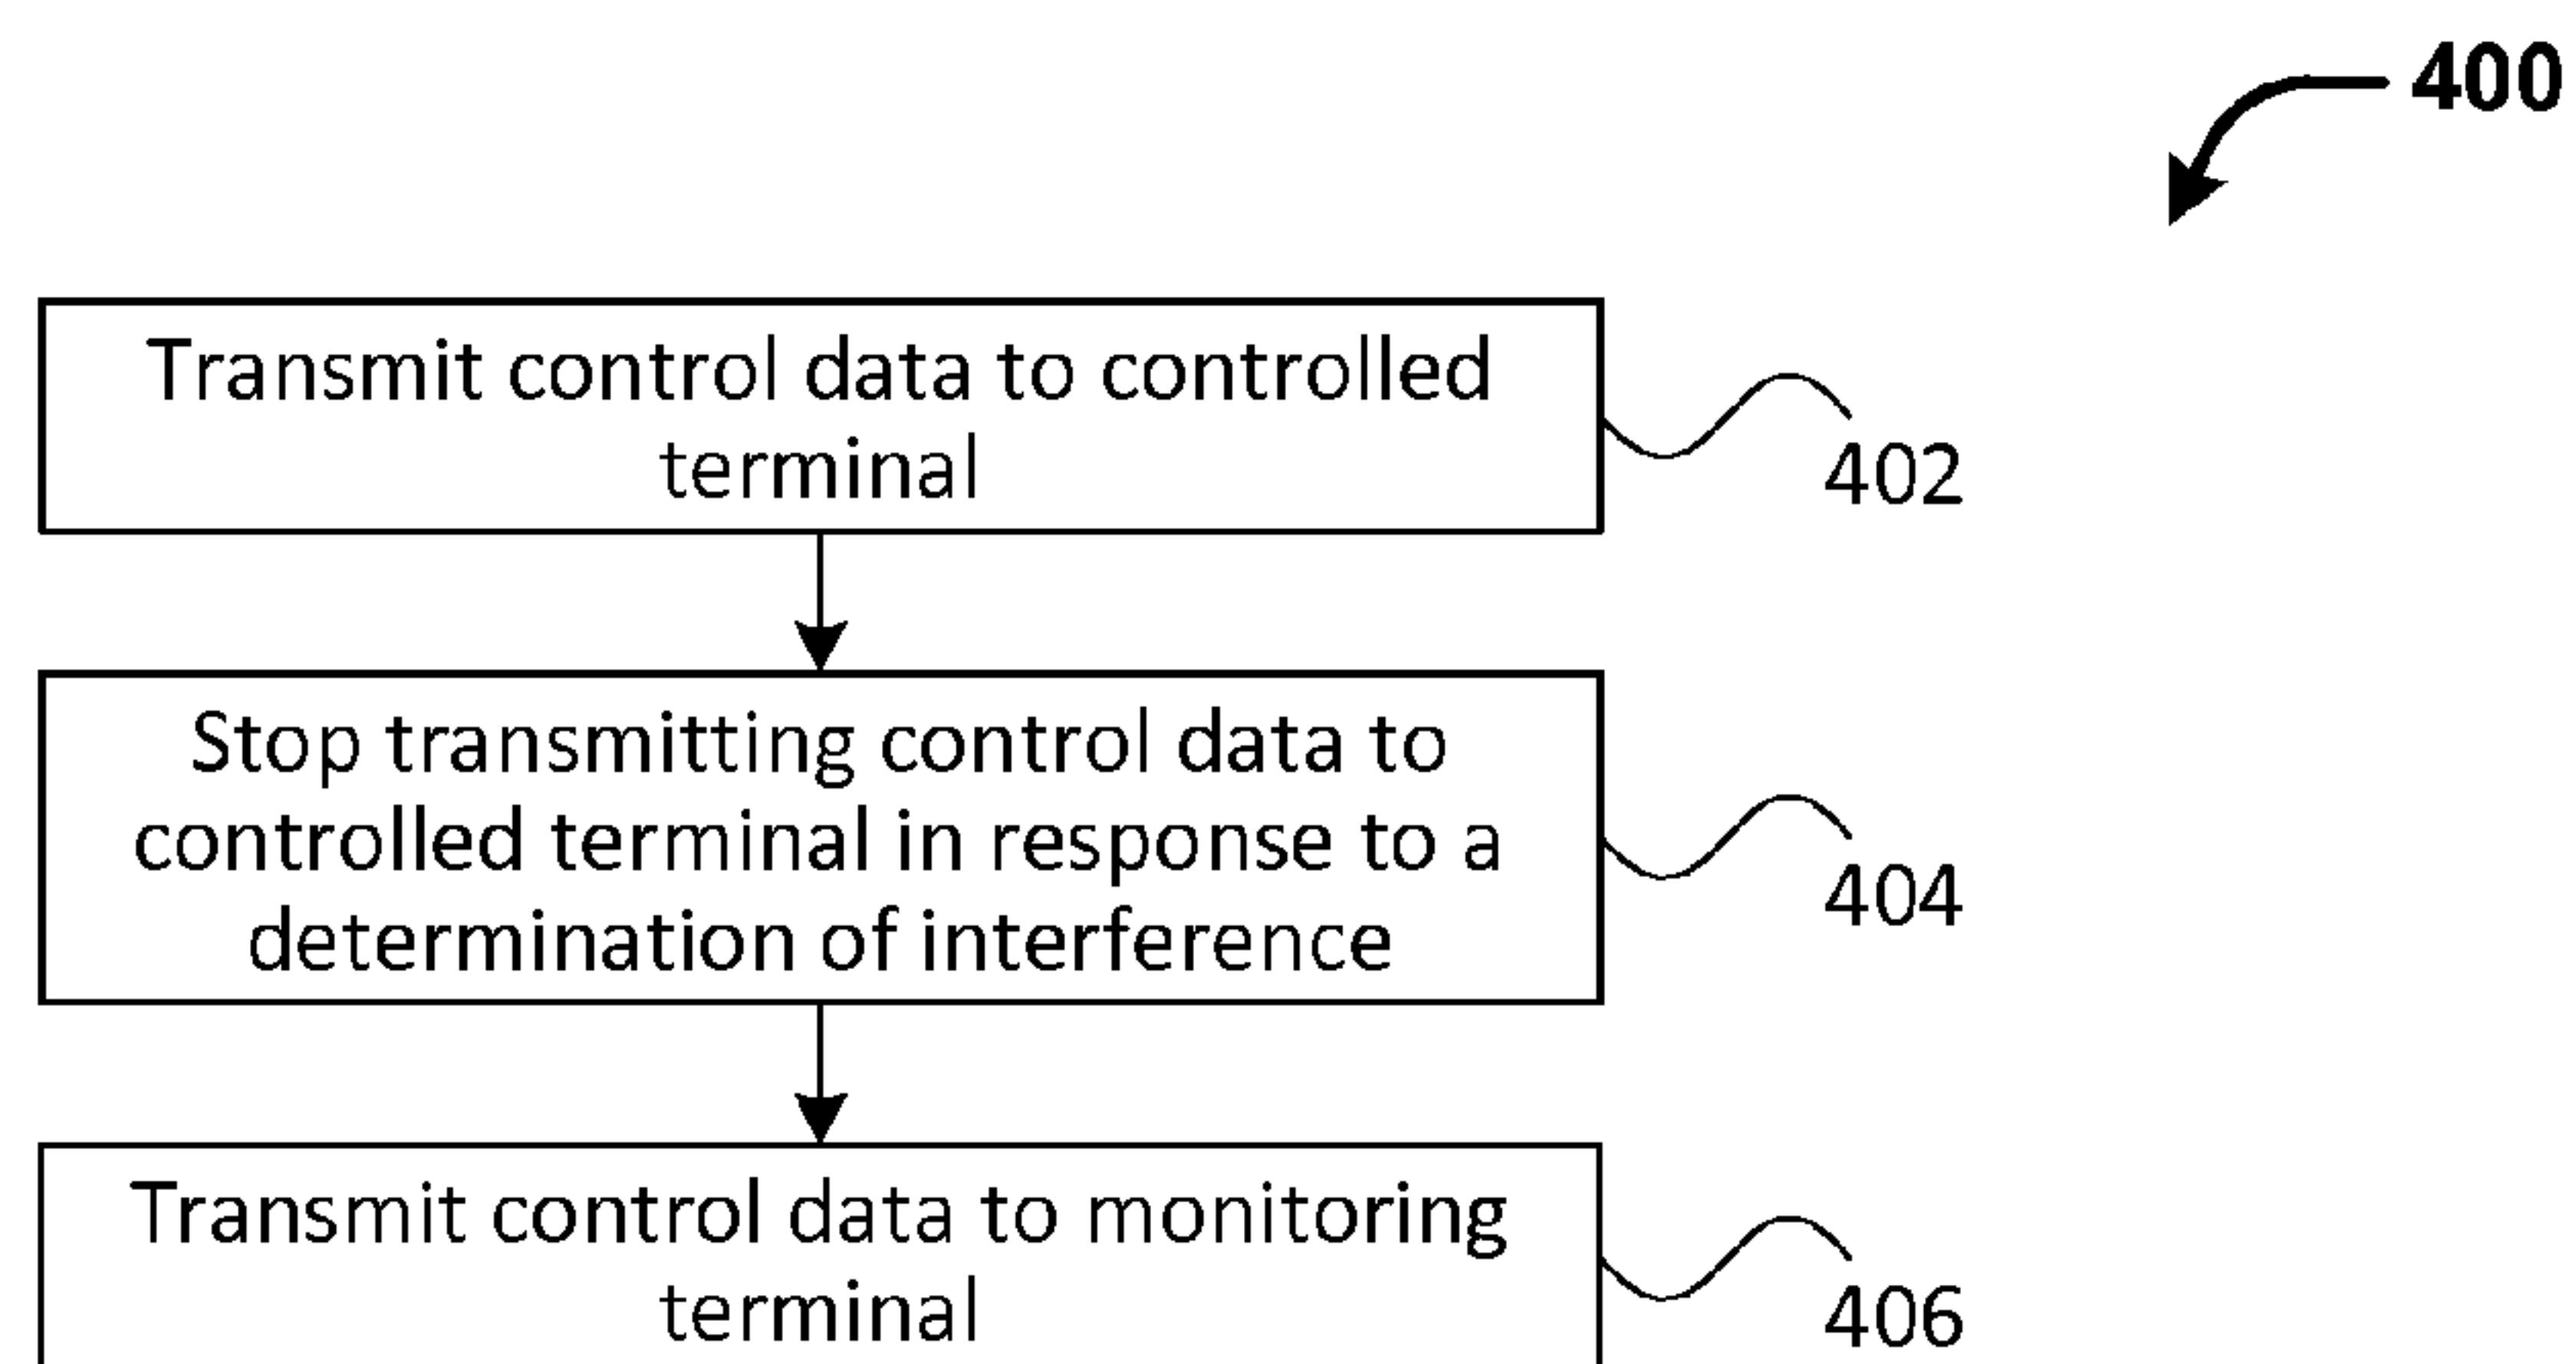 400
Transmit control data to controlled
terminal
402
Stop transmitting control data to
controlled terminal in response to a
determination of interference
404
Transmit control data to monitoring
terminal
406